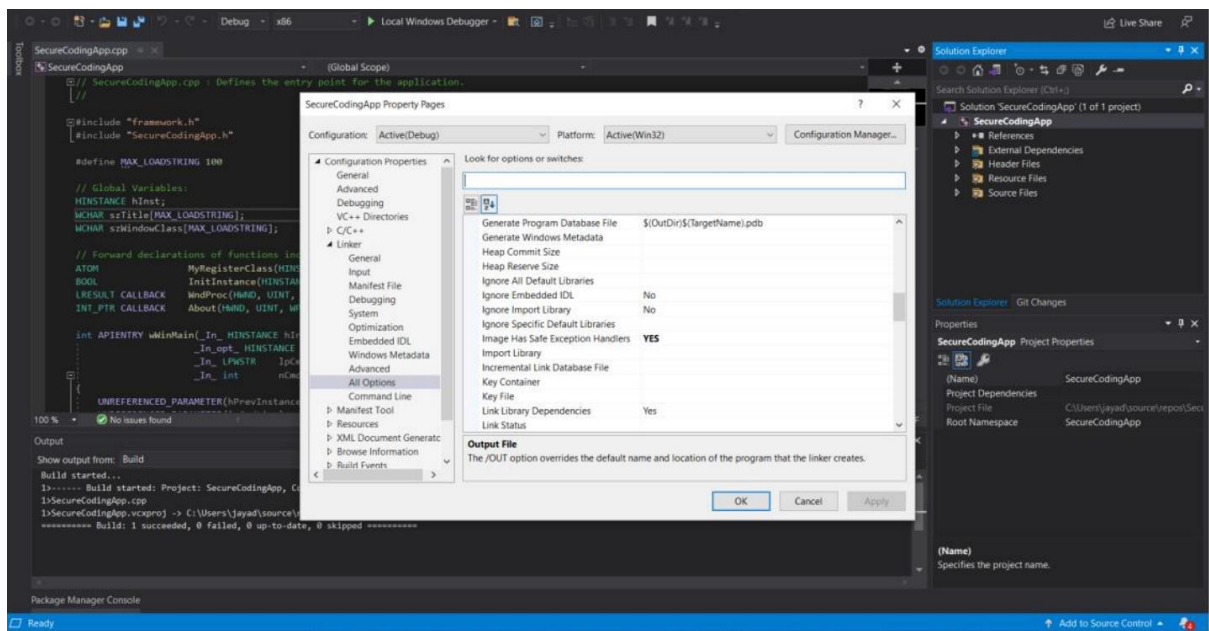 Debug
x86
Local Windows Debugger
Live Share
Toolbox
SecureCodingApp.cpp
SecureCodingApp
(Global Scope)
// SecureCodingApp.cpp : Defines the entry point for the application.
//
#include "framework.h"
#include "SecureCodingApp.h"
#define MAX_LOADSTRING 100
// Global Variables:
HINSTANCE hInst;
WCHAR szTitle[MAX_LOADSTRING];
WCHAR szWindowClass[MAX_LOADSTRING];
// Forward declarations of functions inc
ATOM MyRegisterClass(HINS
BOOL InitInstance(HINSTAN
LRESULT CALLBACK WndProc(HWND, UINT,
INT_PTR CALLBACK About(HWND, UINT, WP
int APIENTRY wWinMain(_In_ HINSTANCE hIn
_In_opt_ HINSTANCE
_In_ LPWSTR lpCm
_In_ int nCmd
{
UNREFERENCED_PARAMETER(hPrevInstance
100 %
No issues found
Output
Show output from: Build
Build started...
1>------ Build started: Project: SecureCodingApp, Co
1>SecureCodingApp.cpp
1>SecureCodingApp.vcxproj -> C:\Users\jayad\source\r
========== Build: 1 succeeded, 0 failed, 0 up-to-date, 0 skipped ==========
Package Manager Console
Ready
Add to Source Control
SecureCodingApp Property Pages
?
Configuration: Active(Debug)
Platform: Active(Win32)
Configuration Manager...
Configuration Properties
General
Advanced
Debugging
VC++ Directories
C/C++
Linker
General
Input
Manifest File
Debugging
System
Optimization
Embedded IDL
Windows Metadata
Advanced
All Options
Command Line
Manifest Tool
Resources
XML Document Generatc
Browse Information
Build Events
Look for options or switches:
Generate Program Database File $(OutDir)$(TargetName).pdb
Generate Windows Metadata
Heap Commit Size
Heap Reserve Size
Ignore All Default Libraries
Ignore Embedded IDL No
Ignore Import Library No
Ignore Specific Default Libraries
Image Has Safe Exception Handlers YES
Import Library
Incremental Link Database File
Key Container
Key File
Link Library Dependencies Yes
Link Status
Output File
The /OUT option overrides the default name and location of the program that the linker creates.
OK
Cancel
Apply
Solution Explorer
Search Solution Explorer (Ctrl+;)
Solution 'SecureCodingApp' (1 of 1 project)
SecureCodingApp
References
External Dependencies
Header Files
Resource Files
Source Files
Solution Explorer Git Changes
Properties
SecureCodingApp Project Properties
(Name) SecureCodingApp
Project Dependencies
Project File C:\Users\jayad\source\repos\Secu
Root Namespace SecureCodingApp
(Name)
Specifies the project name.